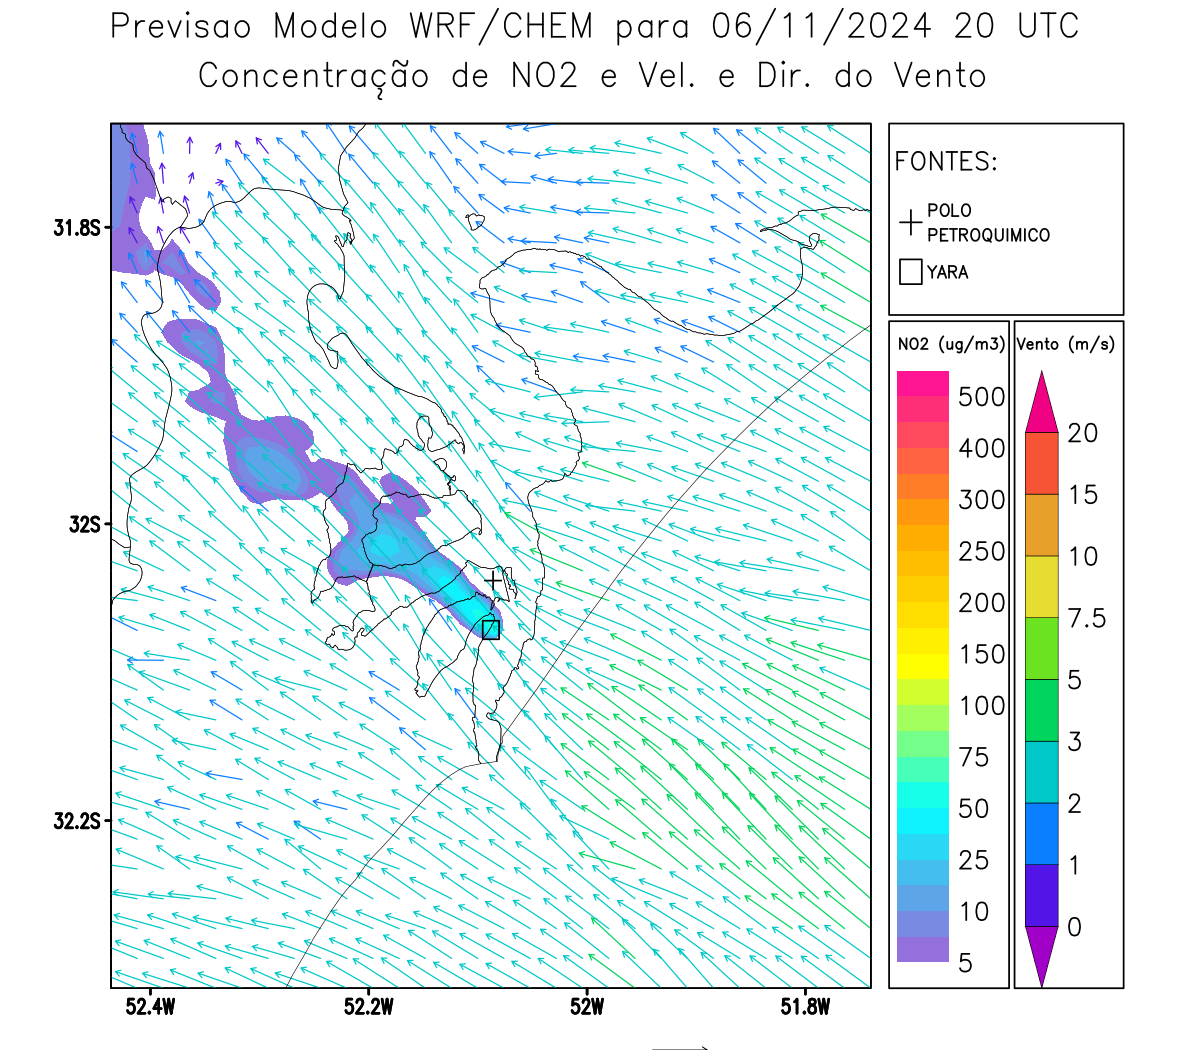 Previsao Modelo WRF/CHEM para 06/11/2024 20 UTC
Concentração de NO2 e Vel. e Dir. do Vento
FONTES:
POLO
PETROQUIMICO
YARA
NO2 (ug/m3)
500
400
300
250
200
150
100
75
50
25
10
5
Vento (m/s)
20
15
10
7.5
5
3
2
1
0
31.8S
32S
32.2S
52.4W
52.2W
52W
51.8W